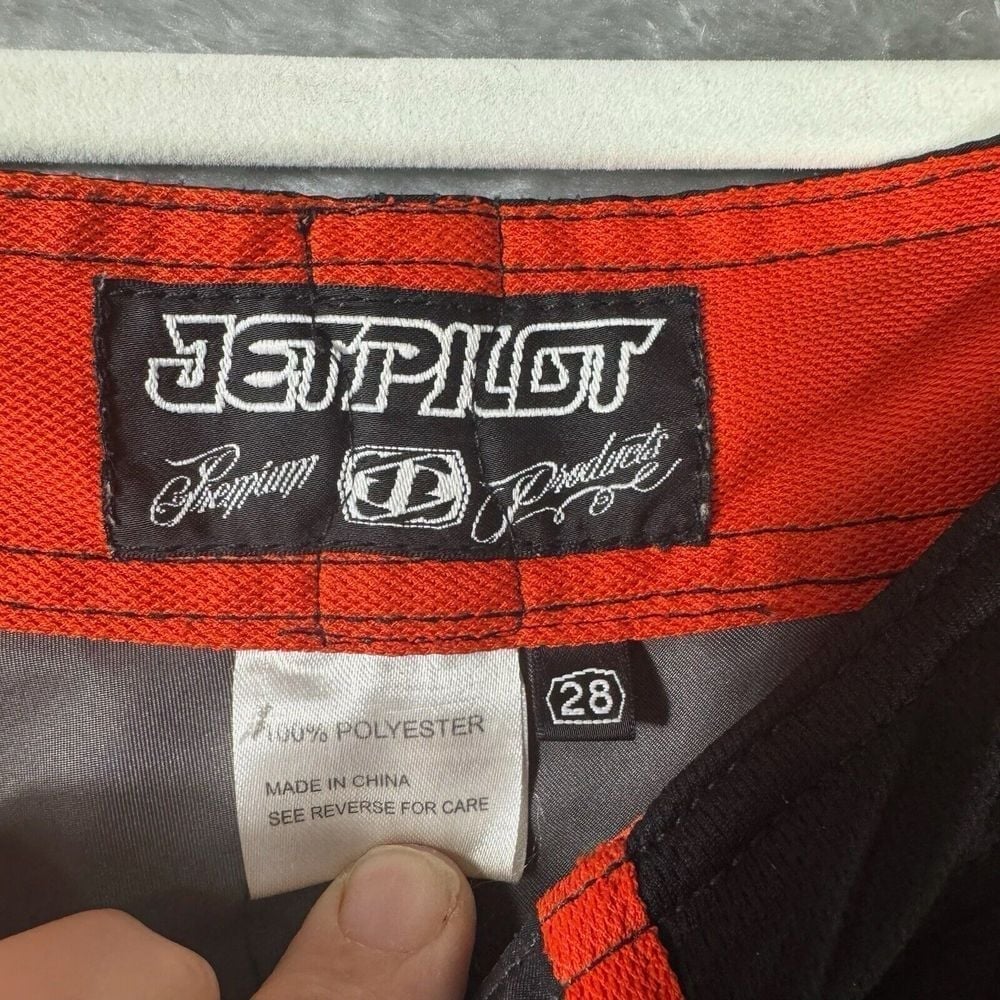 JETPILOT
Premium Products
28
100% POLYESTER
MADE IN CHINA
SEE REVERSE FOR CARE